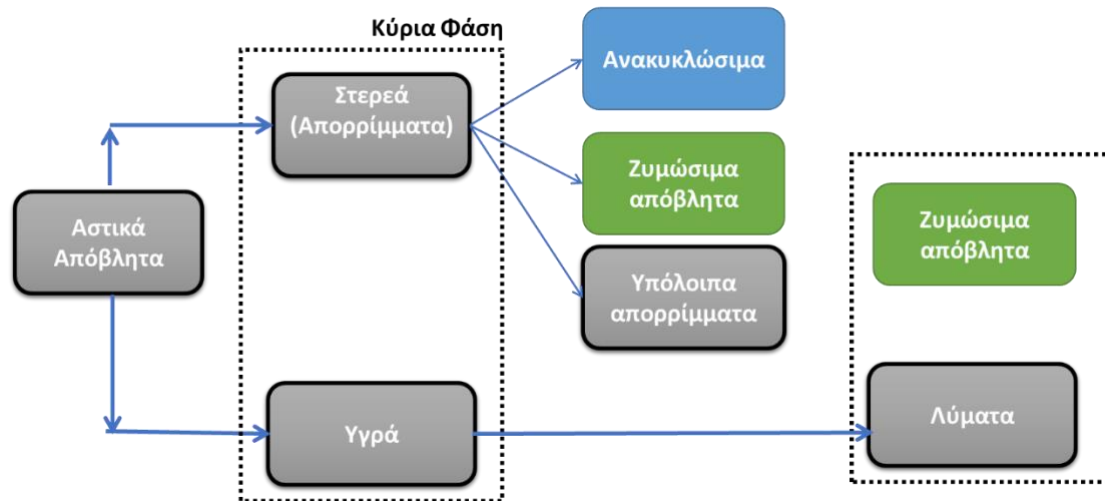 Κύρια Φάση
Στερεά
(Απορρίμματα)
Ανακυκλώσιμα
Ζυμώσιμα
απόβλητα
Ζυμώσιμα
απόβλητα
Αστικά
Απόβλητα
Υπόλοιπα
απορρίμματα
Υγρά
Λύματα